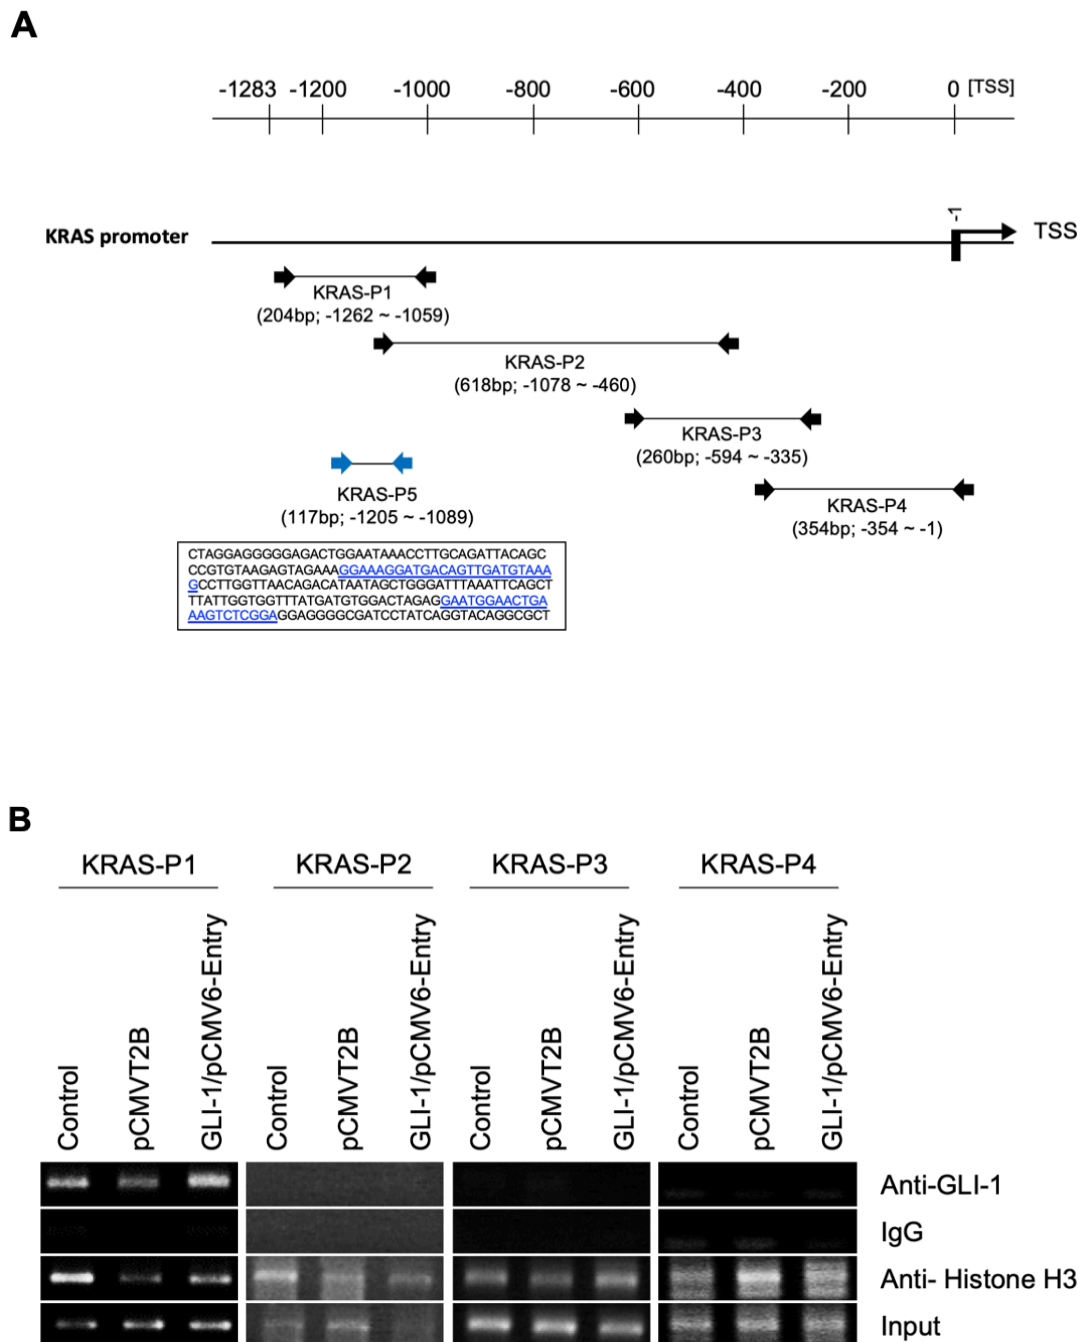 A
-1283 -1200 -1000 -800 -600 -400 -200 0 [TSS]
-1
KRAS promoter
TSS
KRAS-P1
(204bp; -1262 ~ -1059)
KRAS-P2
(618bp; -1078 ~ -460)
KRAS-P3
(260bp; -594 ~ -335)
KRAS-P5
(117bp; -1205 ~ -1089)
KRAS-P4
(354bp; -354 ~ -1)
CTAGGAGGGGGAGACTGGAATAAACCTTGCAGATTACAGC
CCGTGTAAGAGTAGAAAGGAAAGGATGACAGTTGATGTAAA
GCCTTGGTTAACAGACATAATAGCTGGGATTTAAATTCAGCT
TTATTGGTGGTTTATGATGTGGACTAGAGGAATGGAACTGA
AAGTCTCGGAGGAGGGGCGATCCTATCAGGTACAGGCGCT
B
KRAS-P1 KRAS-P2 KRAS-P3 KRAS-P4
Control
pCMVT2B
GLI-1/pCMV6-Entry
Control
pCMVT2B
GLI-1/pCMV6-Entry
Control
pCMVT2B
GLI-1/pCMV6-Entry
Control
pCMVT2B
GLI-1/pCMV6-Entry
Anti-GLI-1
IgG
Anti- Histone H3
Input